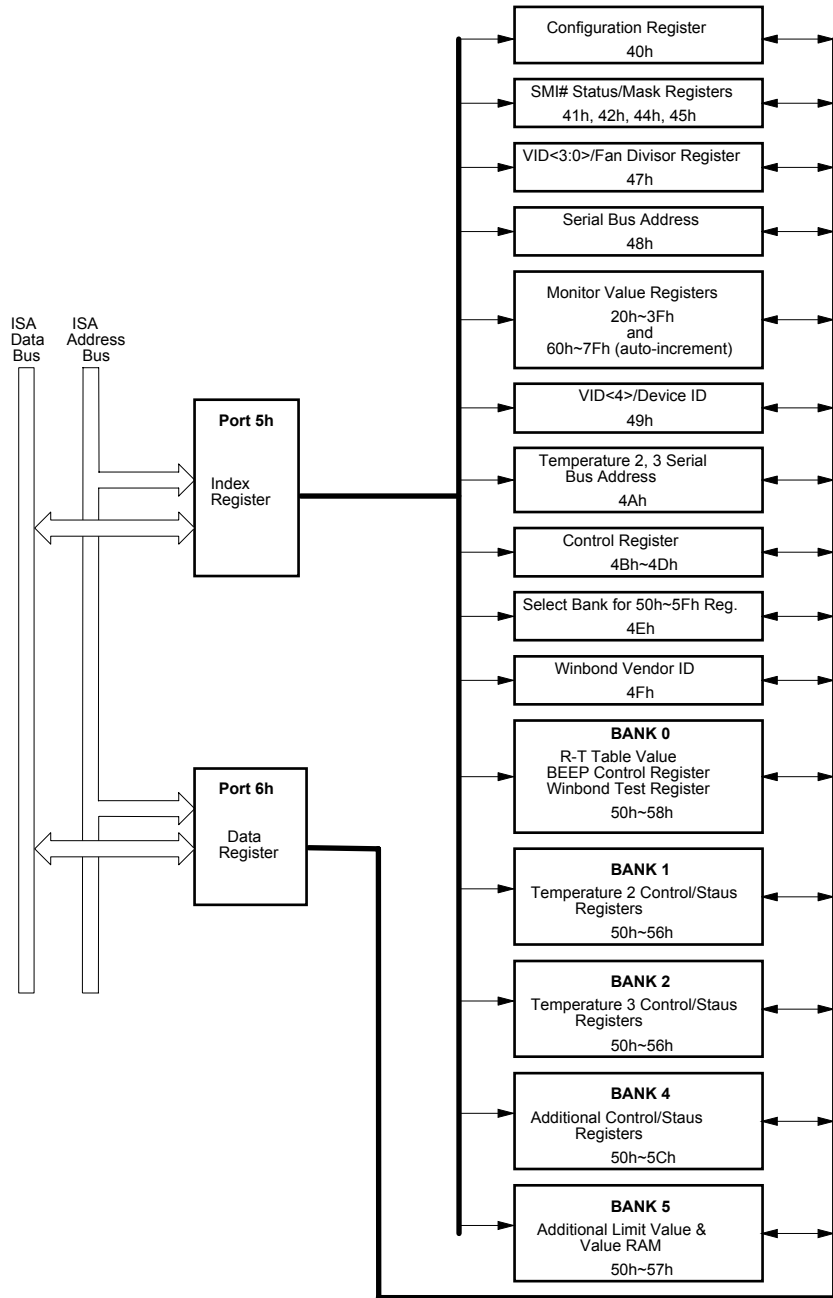 Configuration Register
40h
SMI# Status/Mask Registers
41h, 42h, 44h, 45h
VID<3:0>/Fan Divisor Register
47h
Serial Bus Address
48h
Monitor Value Registers
20h~3Fh
and
60h~7Fh (auto-increment)
VID<4>/Device ID
49h
Temperature 2, 3 Serial
Bus Address
4Ah
Control Register
4Bh~4Dh
Select Bank for 50h~5Fh Reg.
4Eh
Winbond Vendor ID
4Fh
BANK 0
R-T Table Value
BEEP Control Register
Winbond Test Register
50h~58h
BANK 1
Temperature 2 Control/Staus
Registers
50h~56h
BANK 2
Temperature 3 Control/Staus
Registers
50h~56h
BANK 4
Additional Control/Staus
Registers
50h~5Ch
BANK 5
Additional Limit Value &
Value RAM
50h~57h
ISA
Data
Bus
ISA
Address
Bus
Port 5h
Index
Register
Port 6h
Data
Register